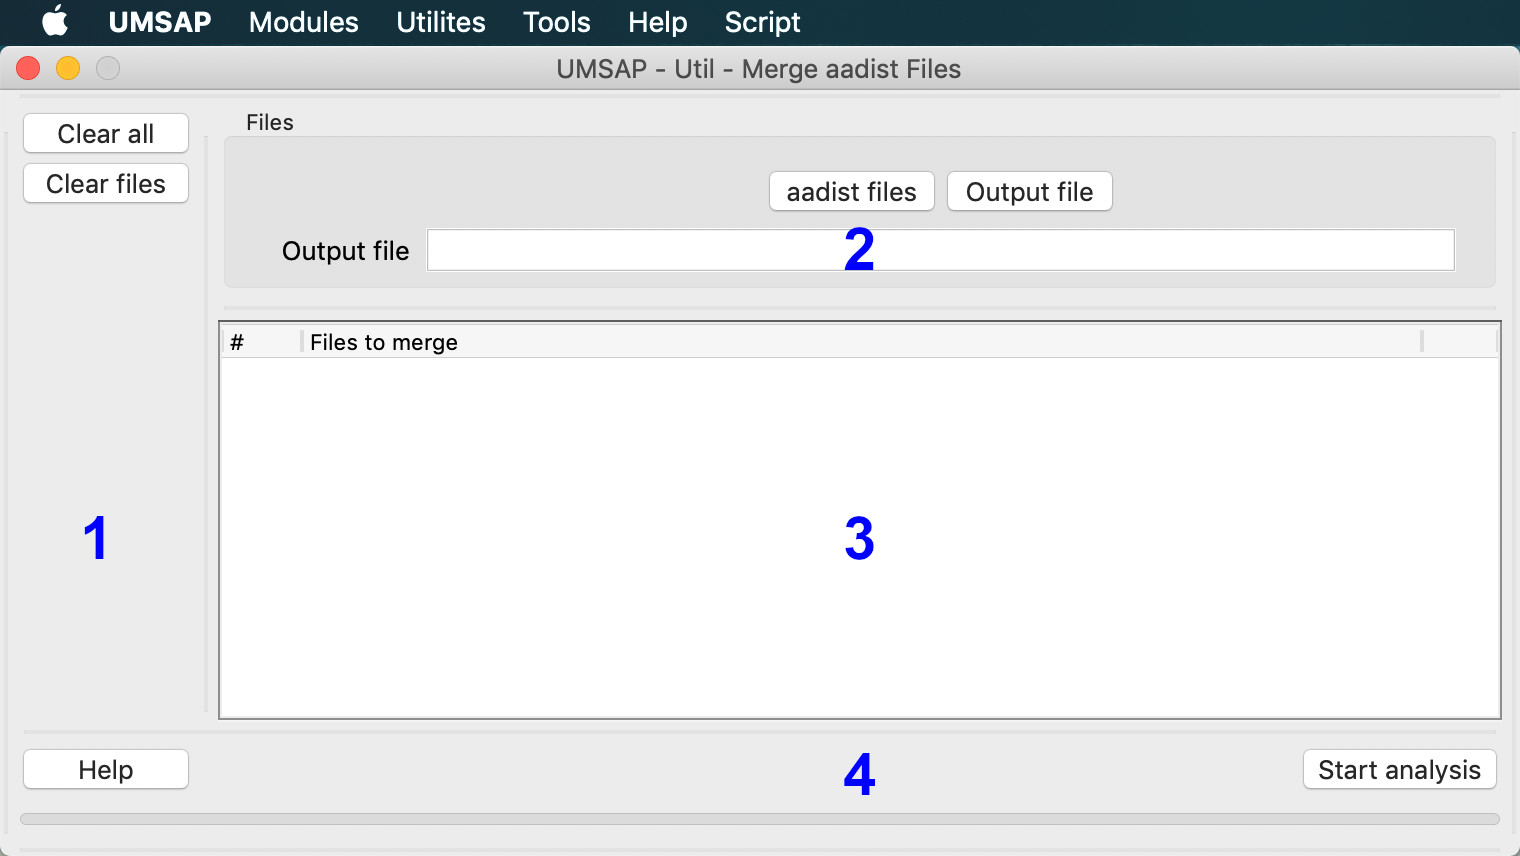 UMSAP Modules Utilites Tools Help Script
UMSAP - Util - Merge aadist Files
Clear all
Clear files
Files
aadist files Output file
Output file 2
# Files to merge
1
3
Help 4 Start analysis